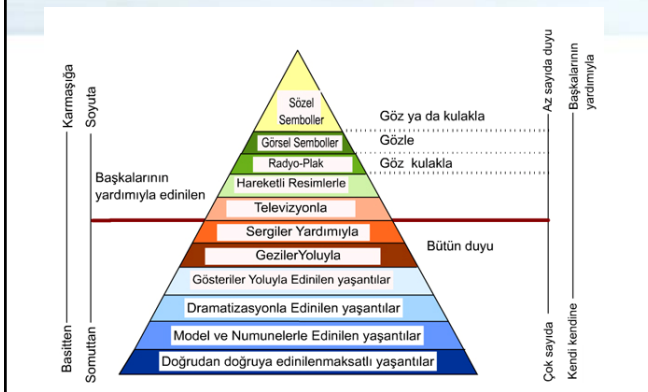 Karmaşığa
Soyuta
Basitten
Somuttan
Başkalarının
yardımıyla edinilen
Sözel
Semboller
Görsel Semboller
Radyo-Plak
Hareketli Resimlerle
Televizyonla
Sergiler Yardımıyla
GezilerYoluyla
Gösteriler Yoluyla Edinilen yaşantılar
Dramatizasyonla Edinilen yaşantılar
Model ve Numunelerle Edinilen yaşantılar
Doğrudan doğruya edinilenmaksatlı yaşantılar
Göz ya da kulakla
Gözle
Göz kulakla
Bütün duyu
Az sayıda duyu
Çok sayıda
Başkalarının
yardımıyla
Kendi kendine